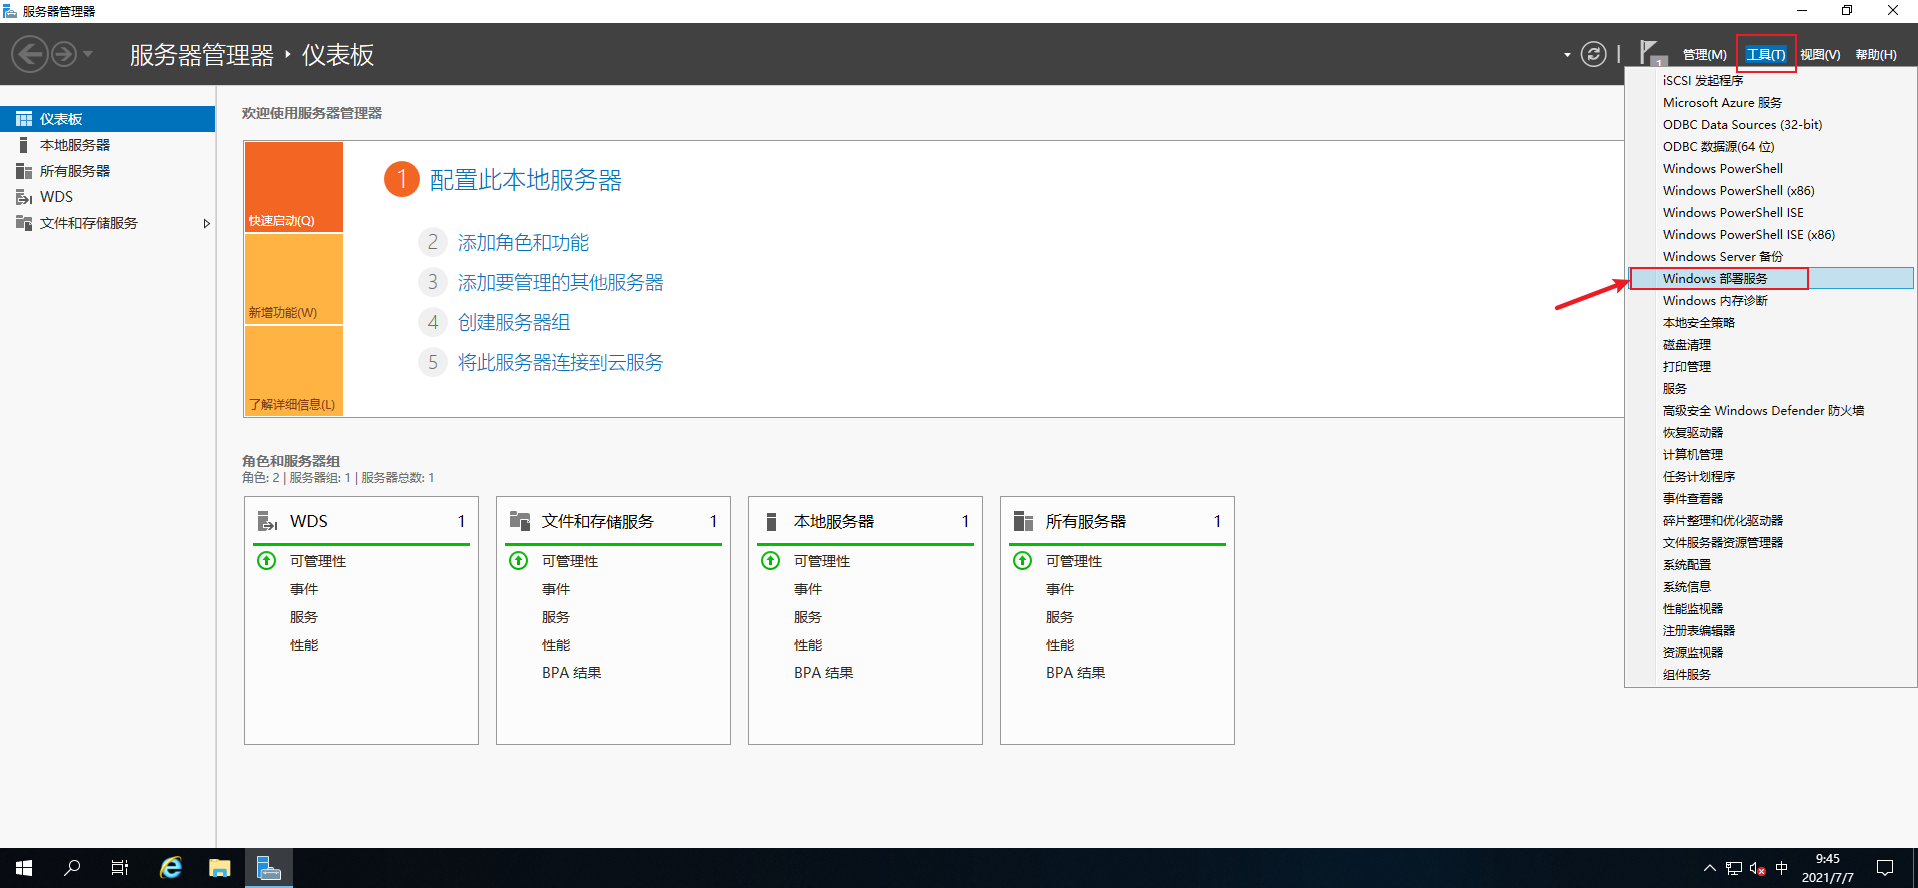 服务器管理器
服务器管理器 ‣ 仪表板
1
管理(M)
工具(T)
视图(V)
帮助(H)
仪表板
本地服务器
所有服务器
WDS
文件和存储服务
欢迎使用服务器管理器
快速启动(Q)
新增功能(W)
了解详细信息(L)
1 配置此本地服务器
2 添加角色和功能
3 添加要管理的其他服务器
4 创建服务器组
5 将此服务器连接到云服务
角色和服务器组
角色: 2 | 服务器组: 1 | 服务器总数: 1
WDS 1
可管理性
事件
服务
性能
文件和存储服务 1
可管理性
事件
服务
性能
BPA 结果
本地服务器 1
可管理性
事件
服务
性能
BPA 结果
所有服务器 1
可管理性
事件
服务
性能
BPA 结果
iSCSI 发起程序
Microsoft Azure 服务
ODBC Data Sources (32-bit)
ODBC 数据源(64 位)
Windows PowerShell
Windows PowerShell (x86)
Windows PowerShell ISE
Windows PowerShell ISE (x86)
Windows Server 备份
Windows 部署服务
Windows 内存诊断
本地安全策略
磁盘清理
打印管理
服务
高级安全 Windows Defender 防火墙
恢复驱动器
计算机管理
任务计划程序
事件查看器
碎片整理和优化驱动器
文件服务器资源管理器
系统配置
系统信息
性能监视器
注册表编辑器
资源监视器
组件服务
中
9:45
2021/7/7